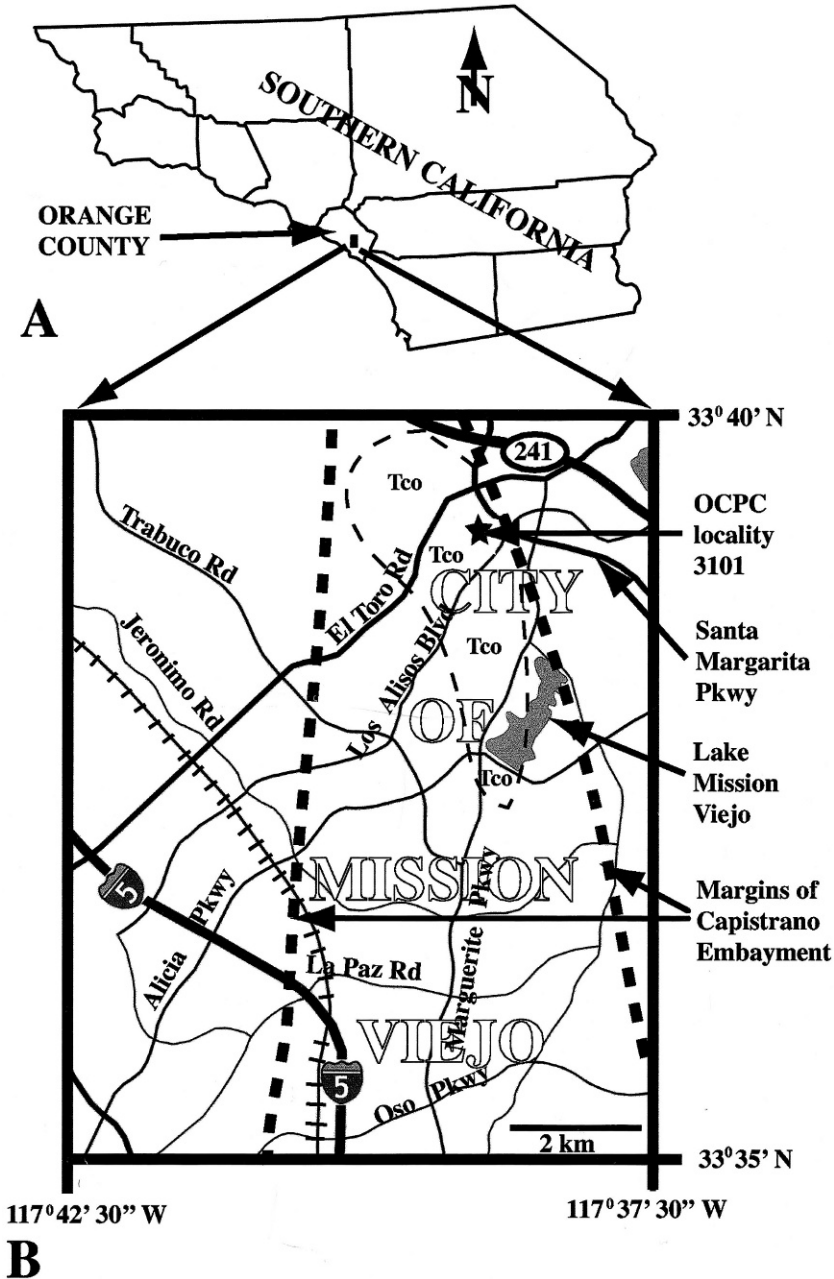 N
SOUTHERN CALIFORNIA
ORANGE
COUNTY
A
33⁰ 40’ N
241
Tco
OCPC
locality
3101
Trabuco Rd
El Toro Rd
Tco
CITY
Santa
Margarita
Pkwy
Jeronimo Rd
Los Alisos Blvd
Tco
OF
Lake
Mission
Viejo
Tco
5
Alicia Pkwy
MISSION
Margins of
Capistrano
Embayment
La Paz Rd
Marguerite Pkwy
VIEJO
5
Oso Pkwy
2 km
33⁰ 35’ N
117⁰ 42’ 30” W
117⁰ 37’ 30” W
B